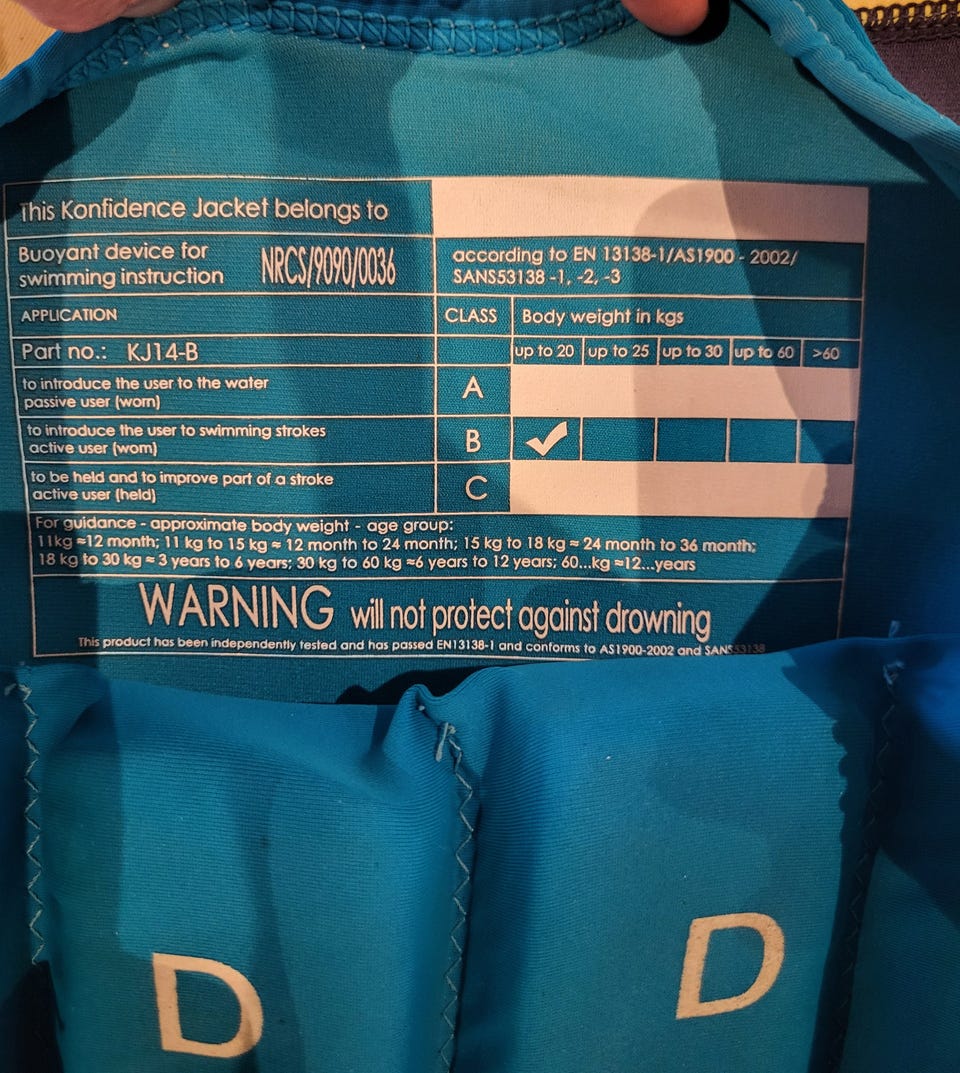 This Konfidence Jacket belongs to
Buoyant device for
swimming instruction
NRCS/9090/0036
according to EN 13138-1/AS1900 - 2002/
SANS53138 -1, -2, -3
APPLICATION
CLASS
Body weight in kgs
Part no.: KJ14-B
up to 20
up to 25
up to 30
up to 60
>60
to introduce the user to the water
passive user (worn)
A
to introduce the user to swimming strokes
active user (worn)
B
to be held and to improve part of a stroke
active user (held)
C
For guidance - approximate body weight - age group:
11kg ≈12 month; 11 kg to 15 kg ≈ 12 month to 24 month; 15 kg to 18 kg ≈ 24 month to 36 month;
18 kg to 30 kg ≈ 3 years to 6 years; 30 kg to 60 kg ≈6 years to 12 years; 60...kg ≈12...years
WARNING will not protect against drowning
This product has been independently tested and has passed EN13138-1 and conforms to AS1900-2002 and SANS53138
D
D